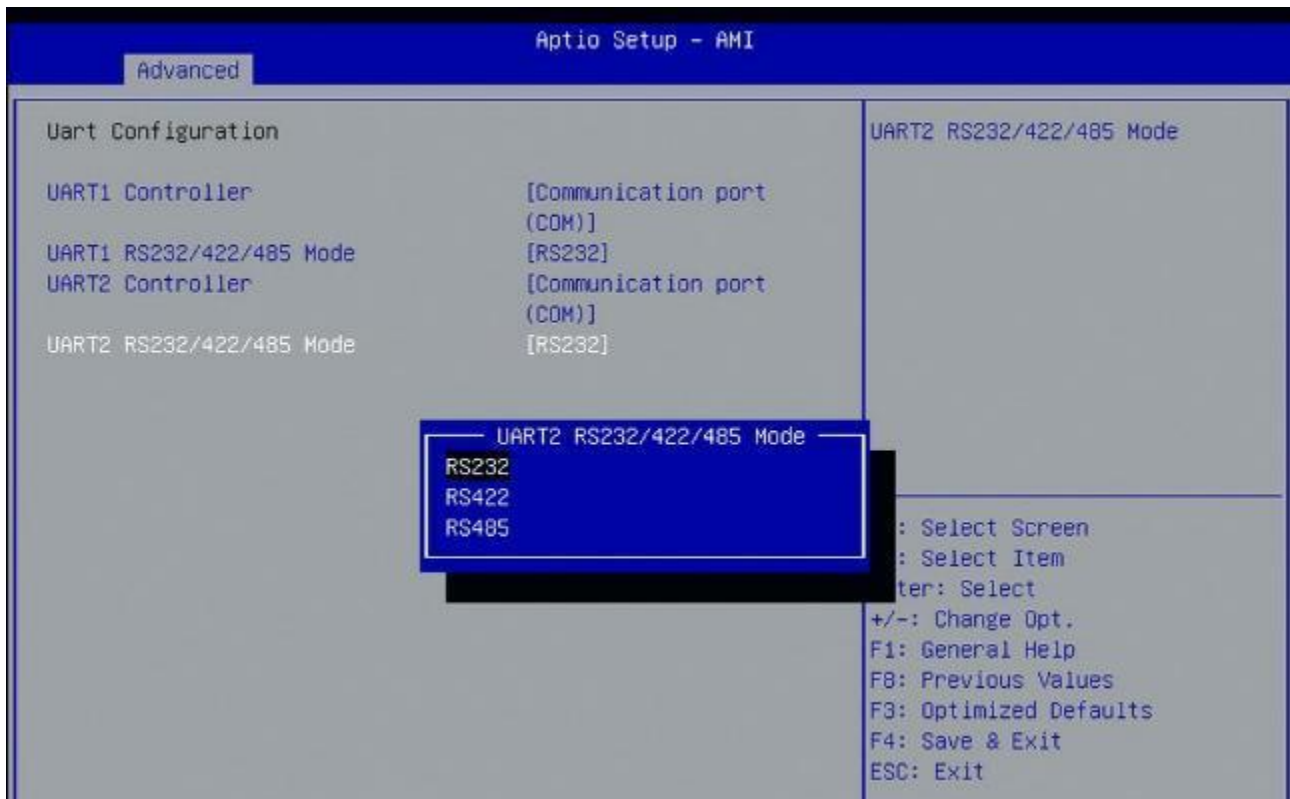 Aptio Setup – AMI
Advanced
Uart Configuration
UART1 Controller [Communication port
(COM)]
UART1 RS232/422/485 Mode [RS232]
UART2 Controller [Communication port
(COM)]
UART2 RS232/422/485 Mode [RS232]
UART2 RS232/422/485 Mode
RS232
RS422
RS485
UART2 RS232/422/485 Mode
: Select Screen
: Select Item
ter: Select
+/-: Change Opt.
F1: General Help
F8: Previous Values
F3: Optimized Defaults
F4: Save & Exit
ESC: Exit